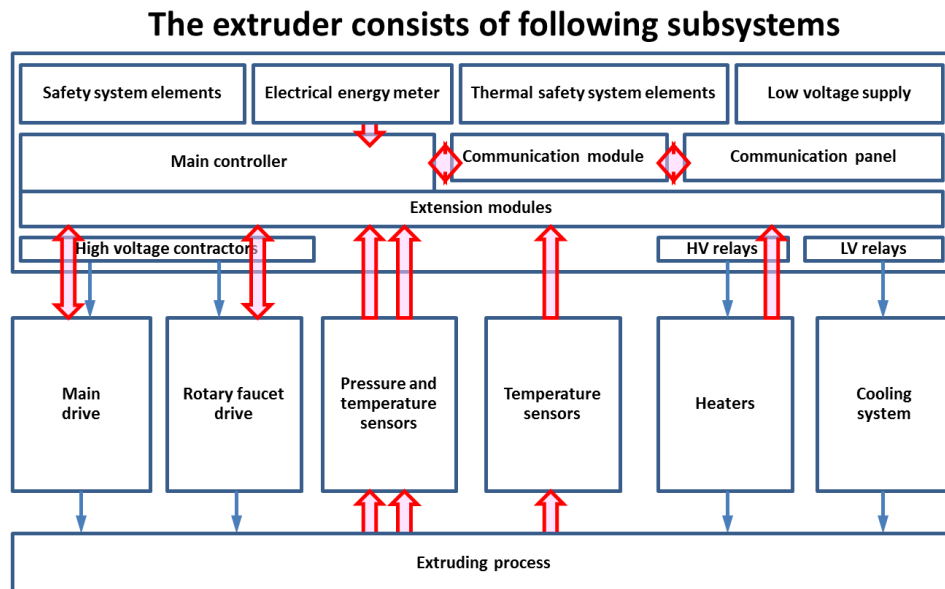 The extruder consists of following subsystems
Safety system elements
Electrical energy meter
Thermal safety system elements
Low voltage supply
Main controller
Communication module
Communication panel
Extension modules
High voltage contractors
HV relays
LV relays
Main
drive
Rotary faucet
drive
Pressure and
temperature
sensors
Temperature
sensors
Heaters
Cooling
system
Extruding process